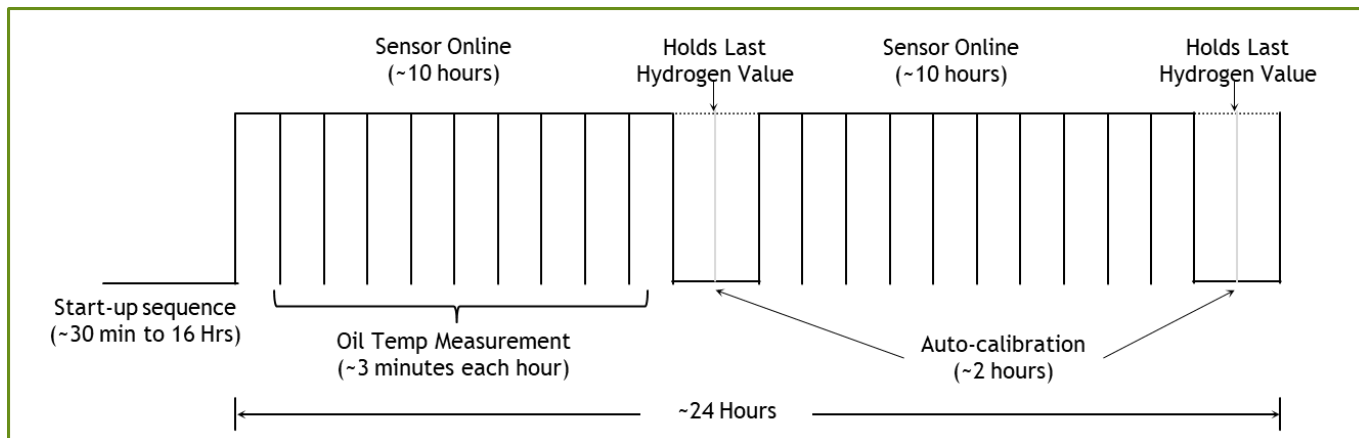 Sensor Online
(~10 hours)
Holds Last
Hydrogen Value
Sensor Online
(~10 hours)
Holds Last
Hydrogen Value
Start-up sequence
(~30 min to 16 Hrs)
Oil Temp Measurement
(~3 minutes each hour)
Auto-calibration
(~2 hours)
~24 Hours